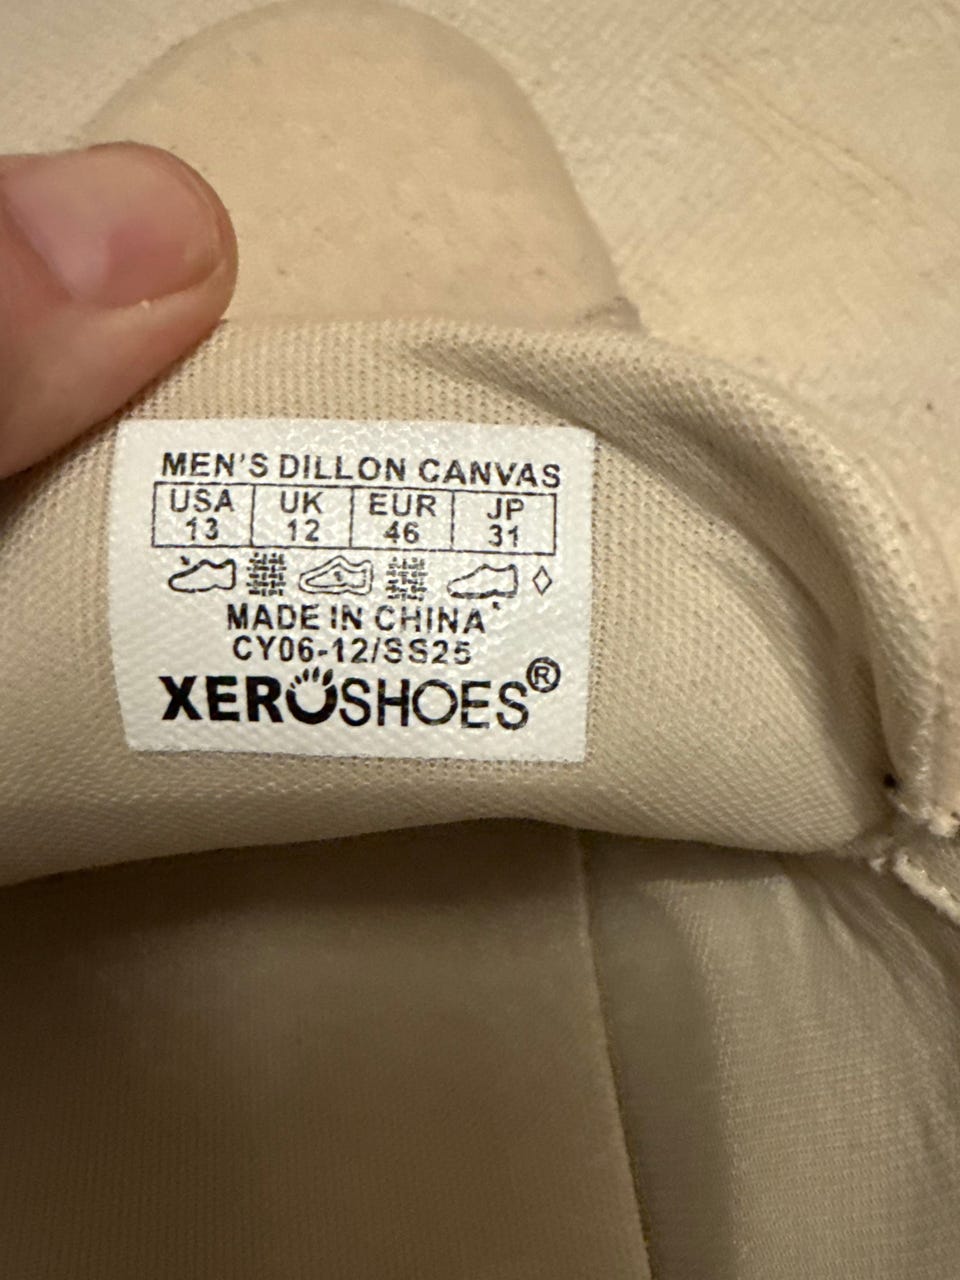 MEN'S DILLON CANVAS
USA UK EUR JP
13 12 46 31
MADE IN CHINA
CY06-12/SS25
XEROSHOES®